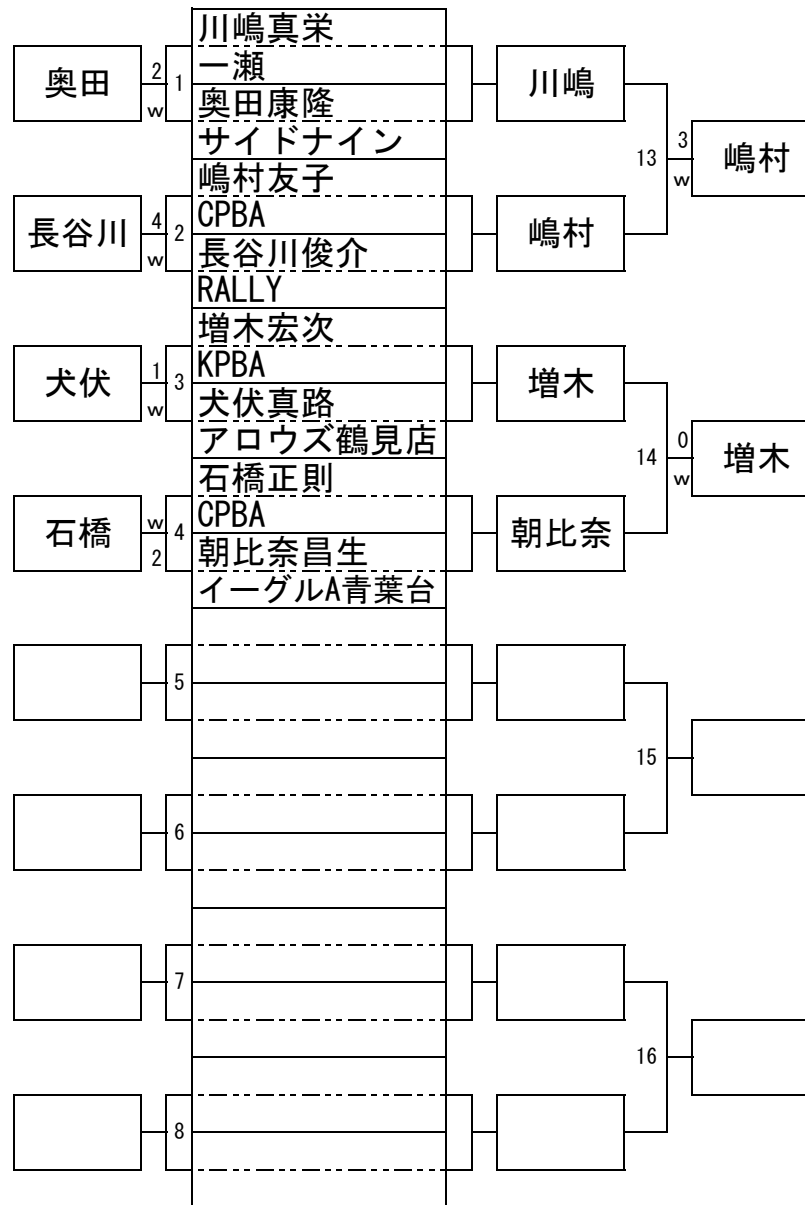 川嶋真栄
奥田 2 w 1 一瀬 川嶋
奥田康隆
サイドナイン
13 3 w 嶋村
嶋村友子
長谷川 4 w 2 CPBA 嶋村
長谷川俊介
RALLY
増木宏次
犬伏 1 w 3 KPBA 増木
犬伏真路
アロウズ鶴見店
14 0 w 増木
石橋正則
石橋 w 2 4 CPBA 朝比奈
朝比奈昌生
イーグルA青葉台
5
15
6
7
16
8